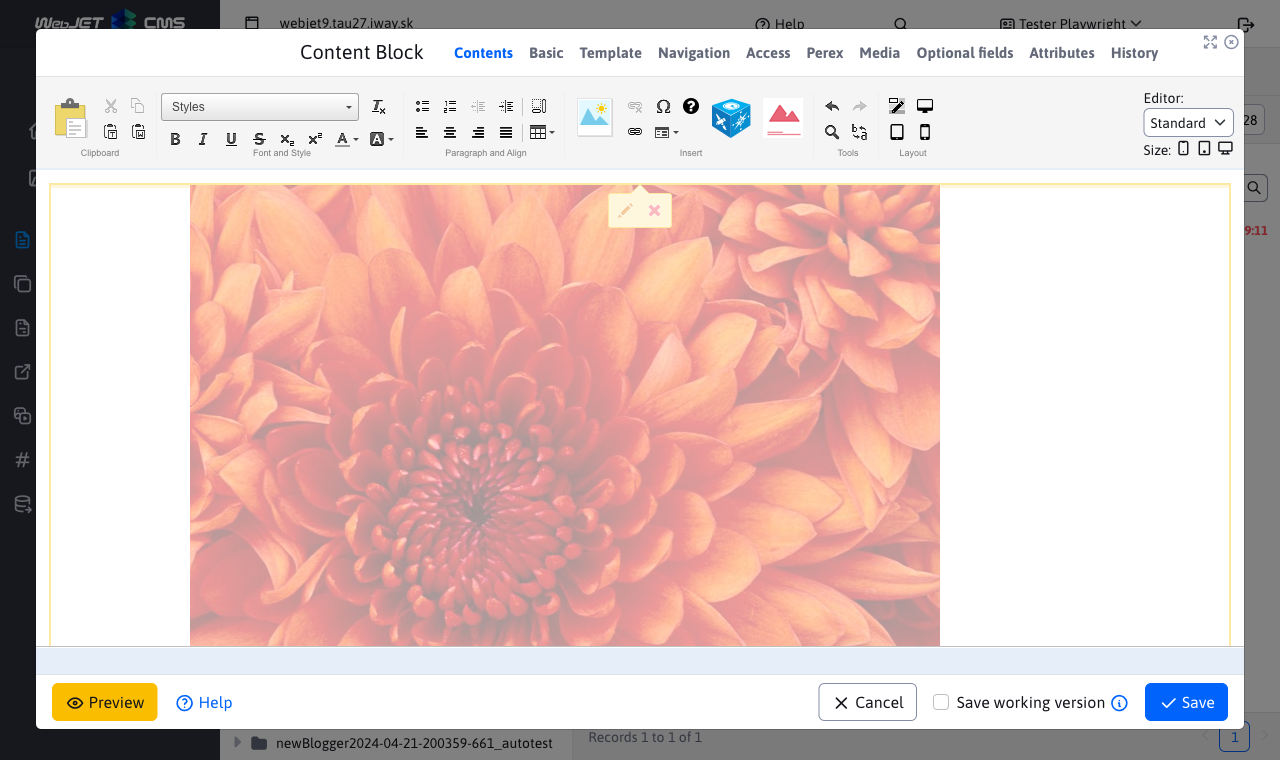 WebJET CMS
webjet9.tau27.iway.sk
Help
Tester Playwright
Content Block
Contents
Basic
Template
Navigation
Access
Perex
Media
Optional fields
Attributes
History
Styles
B I U S x₂ x² A A
Clipboard
Font and Style
Paragraph and Align
Insert
Tools
Layout
Editor:
Standard
Size:
28
9:11
Preview
Help
Cancel
Save working version
Save
newBlogger2024-04-21-200359-661_autotest
Records 1 to 1 of 1
1